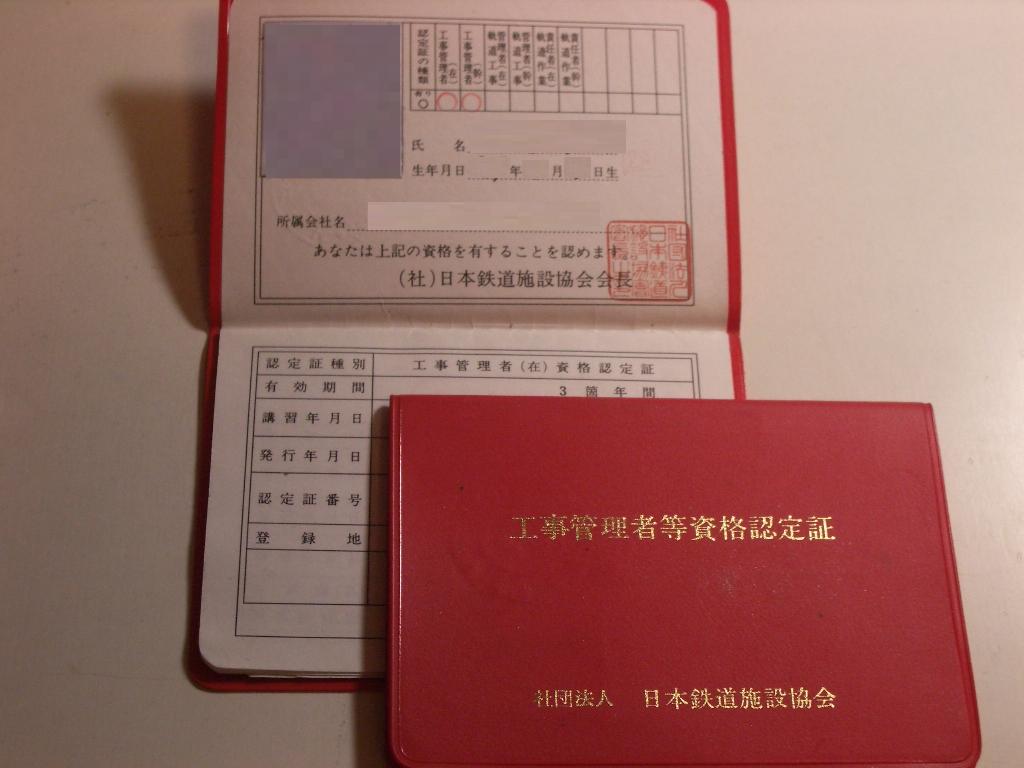 認定証の種類
工事管理者(在)
工事管理者(幹)
軌道工事管理者(在)
軌道工事管理者(幹)
軌道作業責任者(在)
軌道作業責任者(幹)
氏 名
生年月日 年 月 日生
所属会社名
あなたは上記の資格を有することを認めます。
(社)日本鉄道施設協会会長
認定証種別 工事管理者(在)資格認定証
有効期間 3箇年間
講習年月日
発行年月日
認定証番号
登録地
工事管理者等資格認定証
社団法人 日本鉄道施設協会